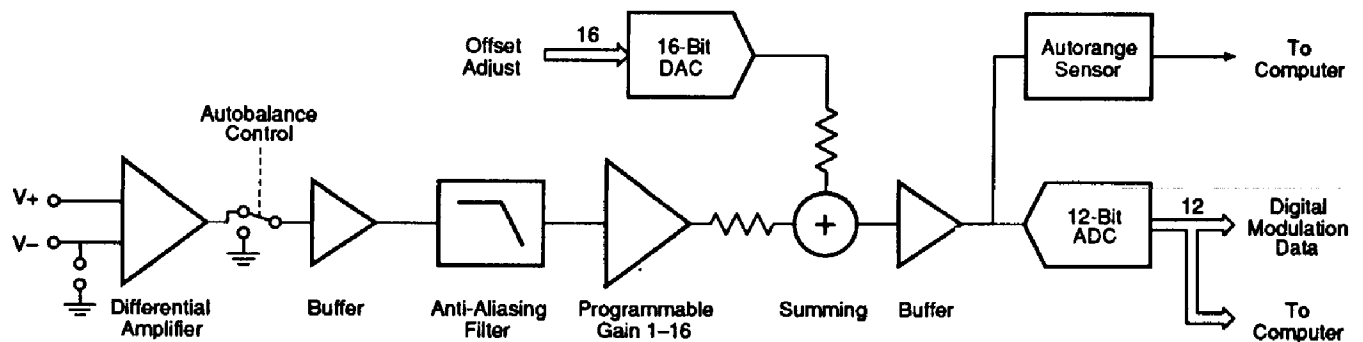 Offset
Adjust
16
16-Bit
DAC
Autorange
Sensor
To
Computer
Autobalance
Control
V+
V–
12-Bit
ADC
12
Digital
Modulation
Data
Differential
Amplifier
Buffer
Anti-Aliasing
Filter
Programmable
Gain 1–16
+
Summing
Buffer
To
Computer